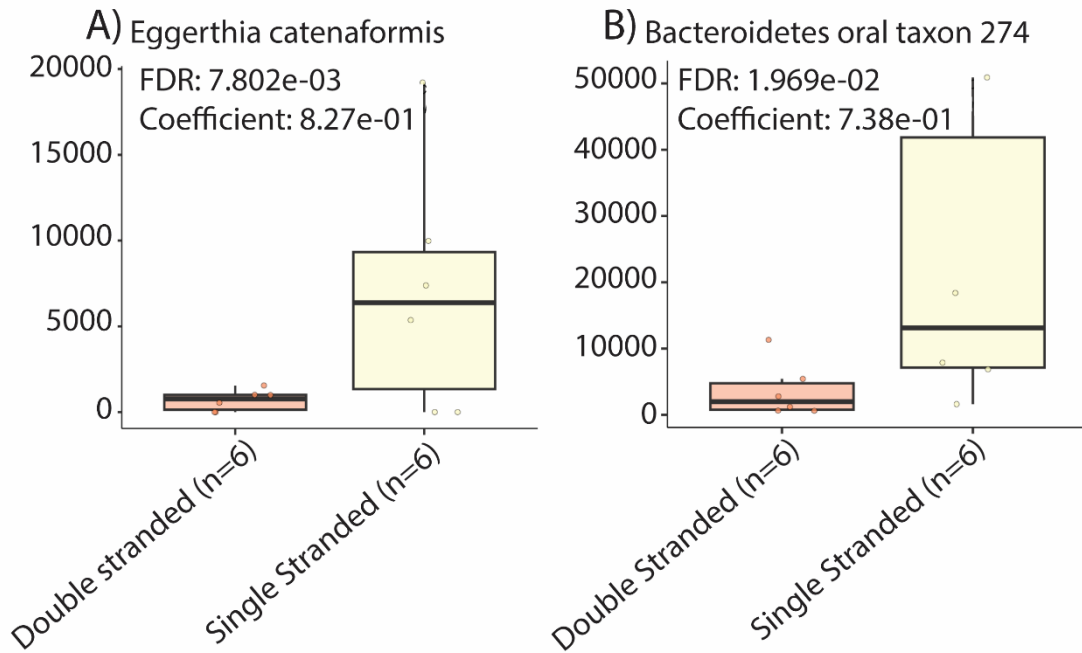 A) Eggerthia catenaformis
FDR: 7.802e-03
Coefficient: 8.27e-01
20000
15000
10000
5000
0
Double stranded (n=6)
Single Stranded (n=6)
B) Bacteroidetes oral taxon 274
FDR: 1.969e-02
Coefficient: 7.38e-01
50000
40000
30000
20000
10000
0
Double Stranded (n=6)
Single Stranded (n=6)